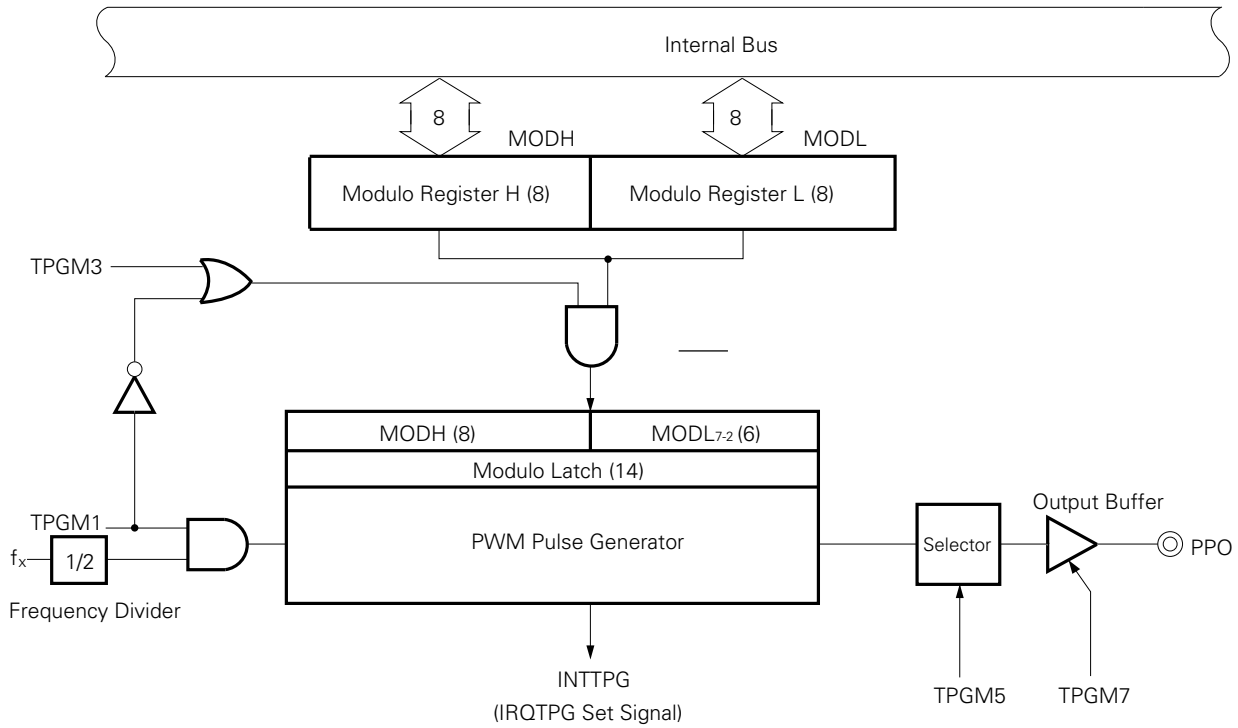 Internal Bus
8
8
MODH
MODL
Modulo Register H (8)
Modulo Register L (8)
TPGM3
MODH (8)
MODL7-2 (6)
Modulo Latch (14)
TPGM1
PWM Pulse Generator
Output Buffer
Selector
PPO
fx
1/2
Frequency Divider
INTTPG
(IRQTPG Set Signal)
TPGM5
TPGM7